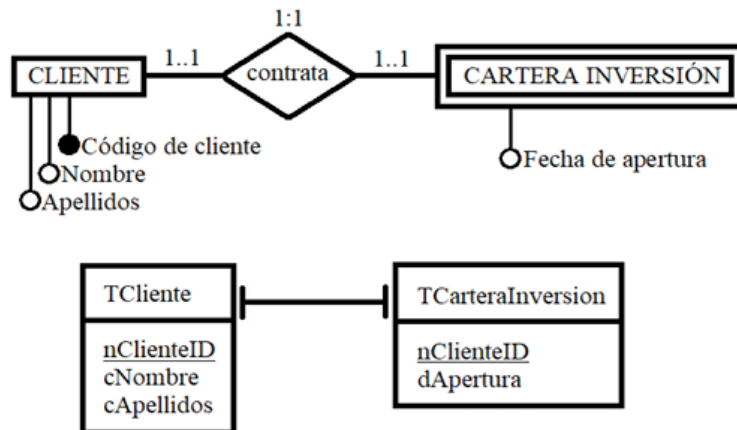 1:1
CLIENTE 1..1 contrata 1..1 CARTERA INVERSIÓN
Código de cliente
Nombre
Apellidos
Fecha de apertura
TCliente
nClienteID
cNombre
cApellidos
TCarteraInversion
nClienteID
dApertura